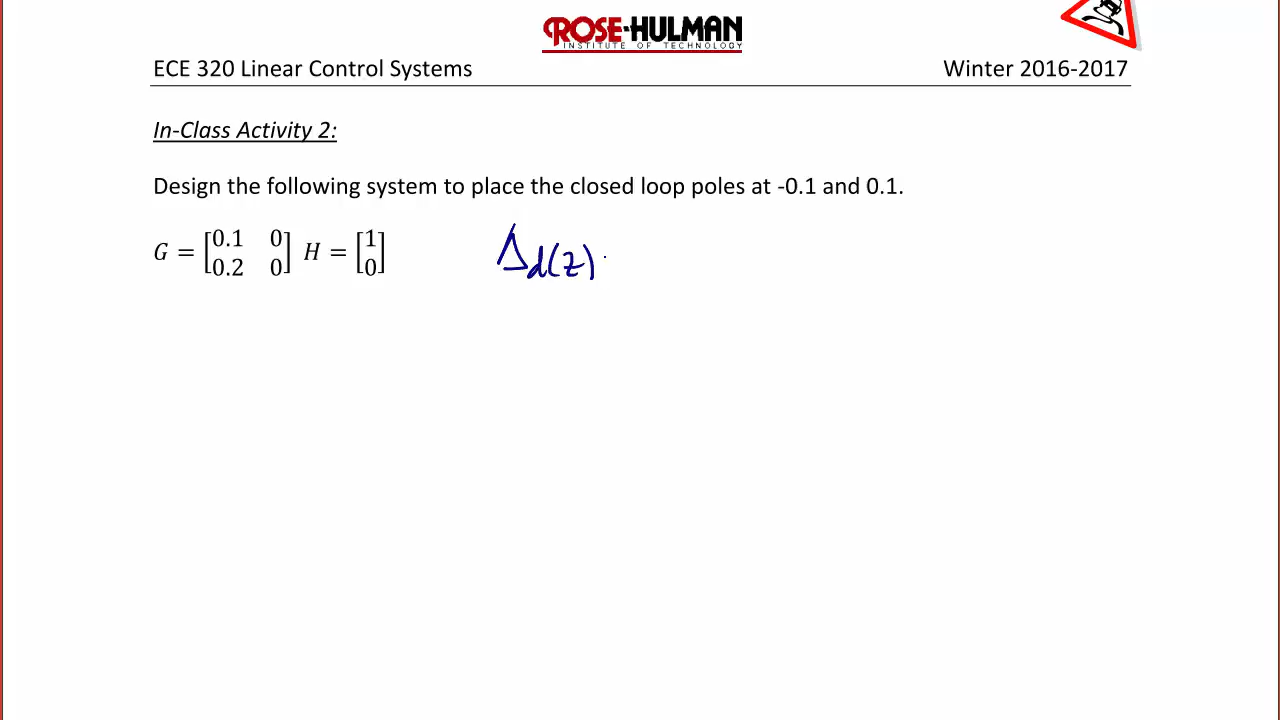 ROSE-HULMAN
INSTITUTE OF TECHNOLOGY
ECE 320 Linear Control Systems Winter 2016-2017
In-Class Activity 2:
Design the following system to place the closed loop poles at -0.1 and 0.1.
G = [0.1 0; 0.2 0] H = [1; 0] Δd(z)